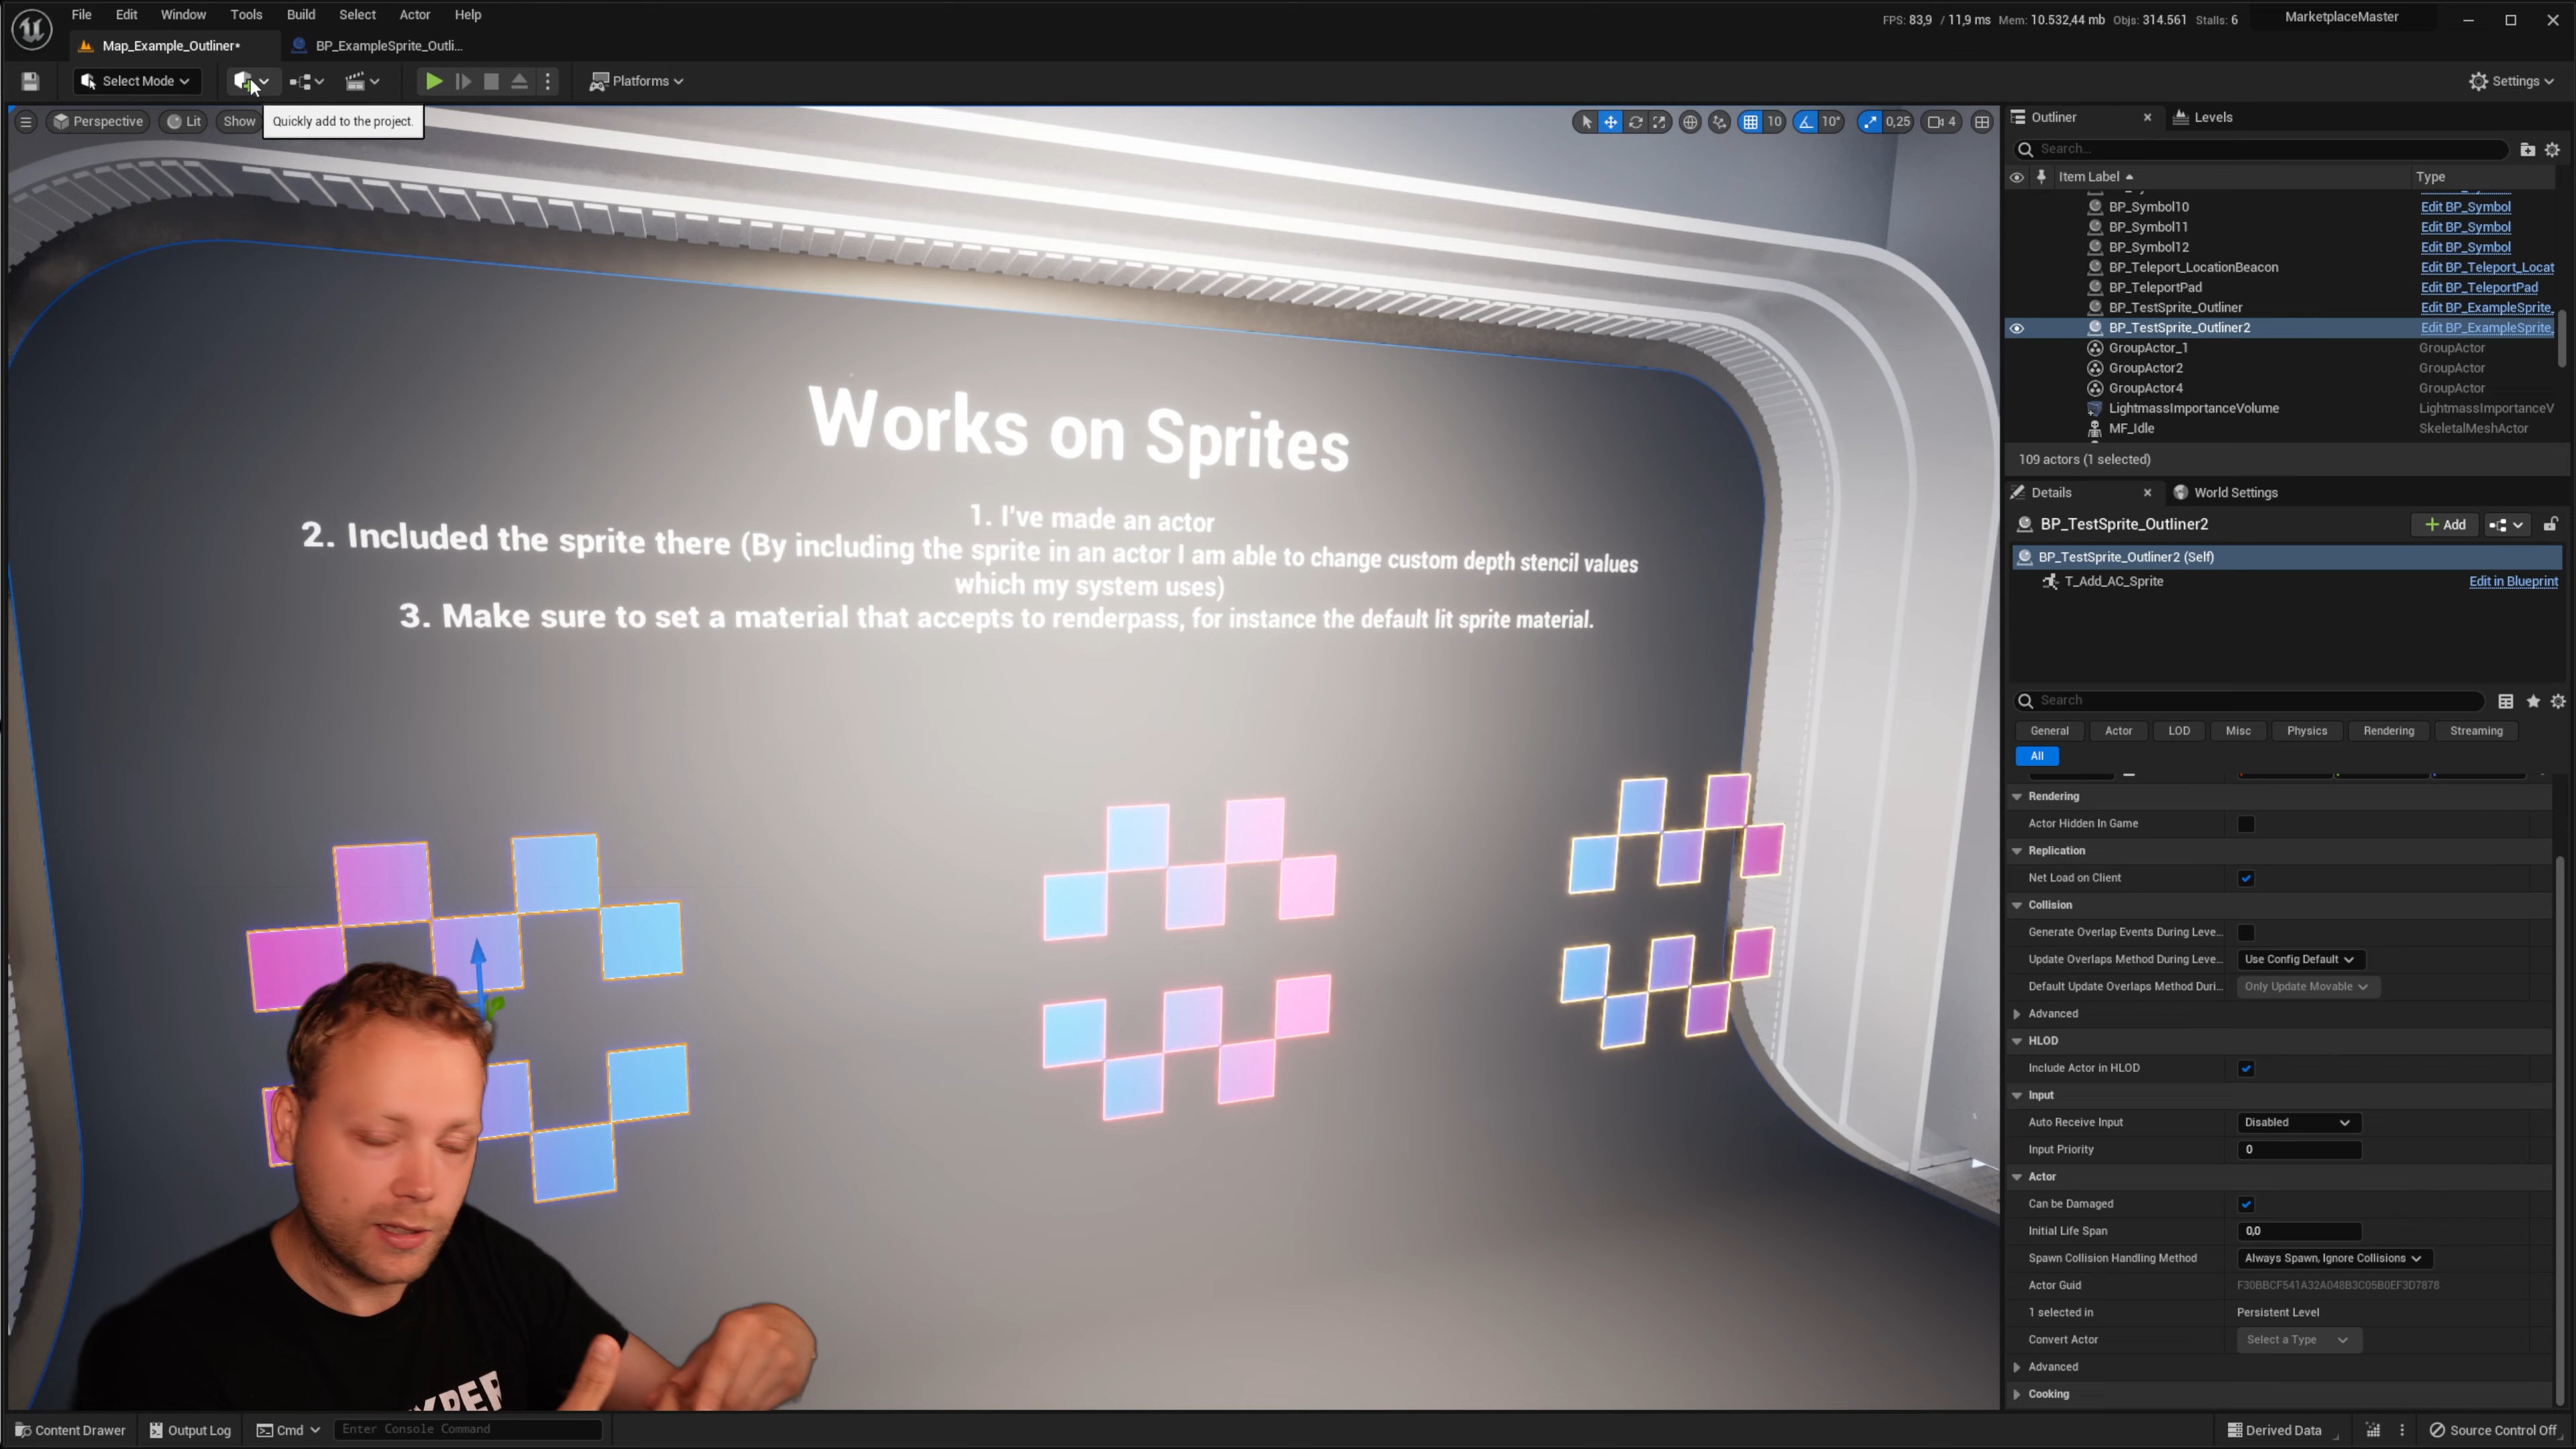 File Edit Window Tools Build Select Actor Help
FPS: 83,9 / 11,9 ms Mem: 10.532,44 mb Objs: 314.561 Stalls: 6
MarketplaceMaster
Map_Example_Outliner*
BP_ExampleSprite_Outli...
Select Mode
Platforms
Settings
Perspective
Lit
Show
Quickly add to the project.
10
10°
0,25
4
Works on Sprites
1. I've made an actor
2. Included the sprite there (By including the sprite in an actor I am able to change custom depth stencil values
which my system uses)
3. Make sure to set a material that accepts to renderpass, for instance the default lit sprite material.
Outliner
Levels
Search...
Item Label
Type
BP_Symbol10 Edit BP_Symbol
BP_Symbol11 Edit BP_Symbol
BP_Symbol12 Edit BP_Symbol
BP_Teleport_LocationBeacon Edit BP_Teleport_Locat
BP_TeleportPad Edit BP_TeleportPad
BP_TestSprite_Outliner Edit BP_ExampleSprite_
BP_TestSprite_Outliner2 Edit BP_ExampleSprite_
GroupActor_1 GroupActor
GroupActor2 GroupActor
GroupActor4 GroupActor
LightmassImportanceVolume LightmassImportanceV
MF_Idle SkeletalMeshActor
109 actors (1 selected)
Details
World Settings
BP_TestSprite_Outliner2
Add
BP_TestSprite_Outliner2 (Self)
T_Add_AC_Sprite Edit in Blueprint
Search
General Actor LOD Misc Physics Rendering Streaming
All
Rendering
Actor Hidden In Game
Replication
Net Load on Client
Collision
Generate Overlap Events During Leve...
Update Overlaps Method During Leve... Use Config Default
Default Update Overlaps Method Duri... Only Update Movable
Advanced
HLOD
Include Actor in HLOD
Input
Auto Receive Input Disabled
Input Priority 0
Actor
Can be Damaged
Initial Life Span 0,0
Spawn Collision Handling Method Always Spawn, Ignore Collisions
Actor Guid F30BBCF541A32A048B3C05B0EF3D7878
1 selected in Persistent Level
Convert Actor Select a Type
Advanced
Cooking
Content Drawer
Output Log
Cmd
Enter Console Command
Derived Data
Source Control Off